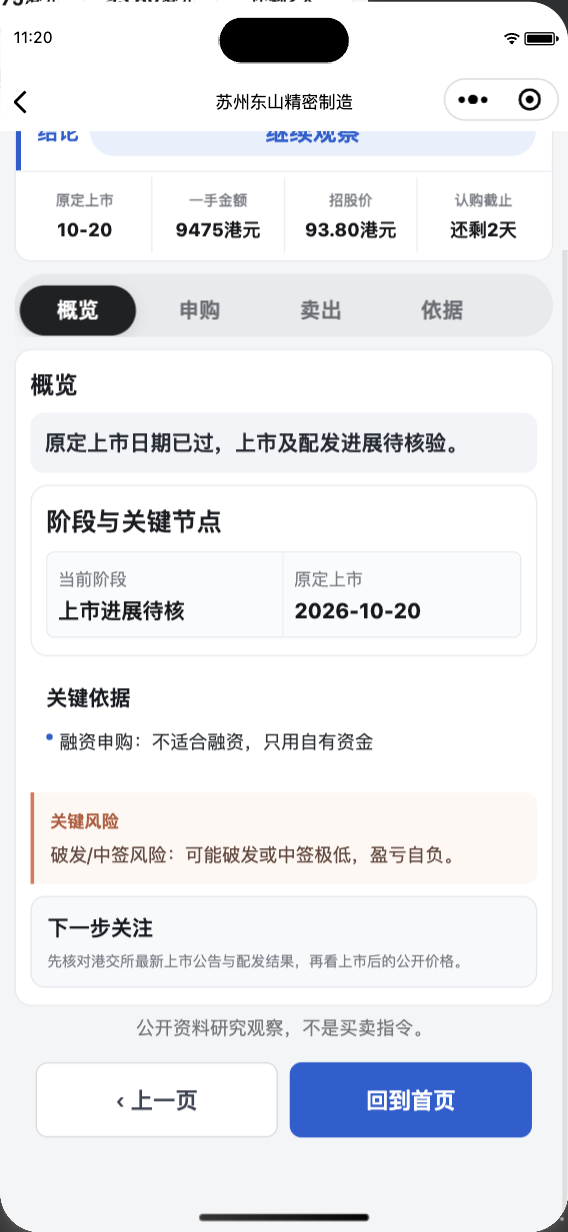 11:20
苏州东山精密制造
结论
继续观察
原定上市
一手金额
招股价
认购截止
10-20
9475港元
93.80港元
还剩2天
概览
申购
卖出
依据
概览
原定上市日期已过，上市及配发进展待核验。
阶段与关键节点
当前阶段
原定上市
上市进展待核
2026-10-20
关键依据
融资申购：不适合融资，只用自有资金
关键风险
破发/中签风险：可能破发或中签极低，盈亏自负。
下一步关注
先核对港交所最新上市公告与配发结果，再看上市后的公开价格。
公开资料研究观察，不是买卖指令。
‹ 上一页
回到首页